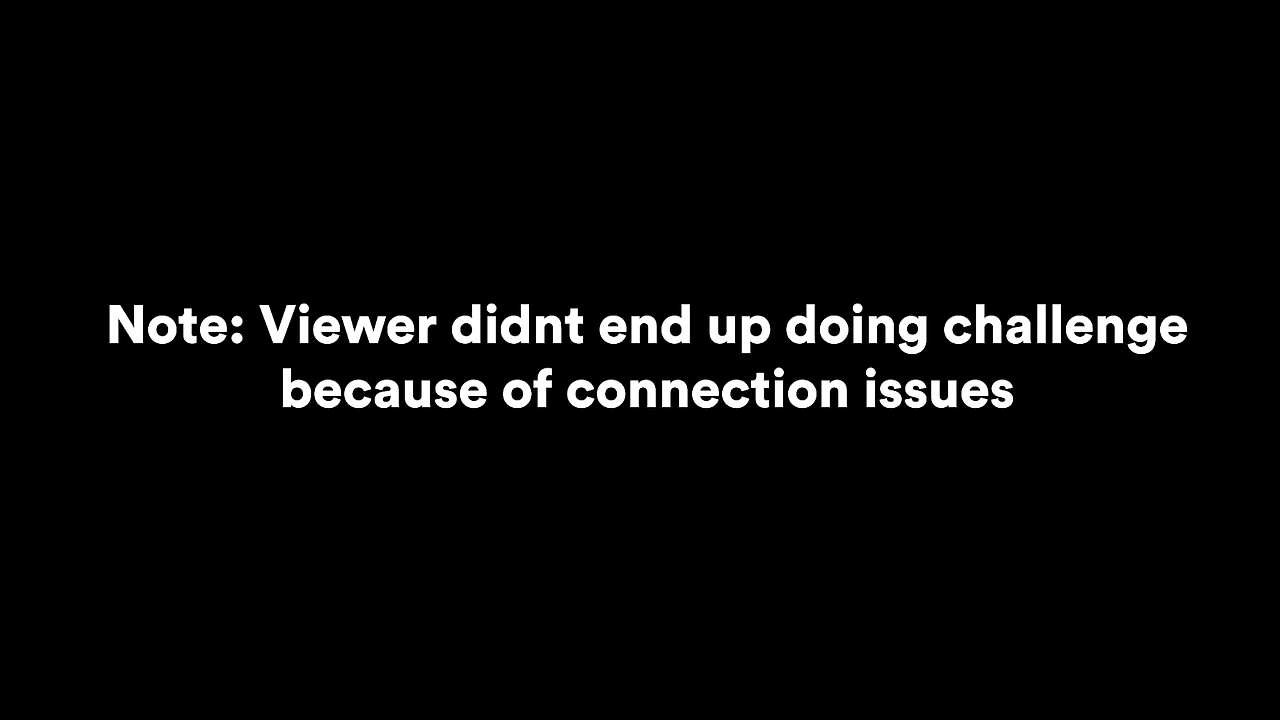 Note: Viewer didnt end up doing challenge
because of connection issues